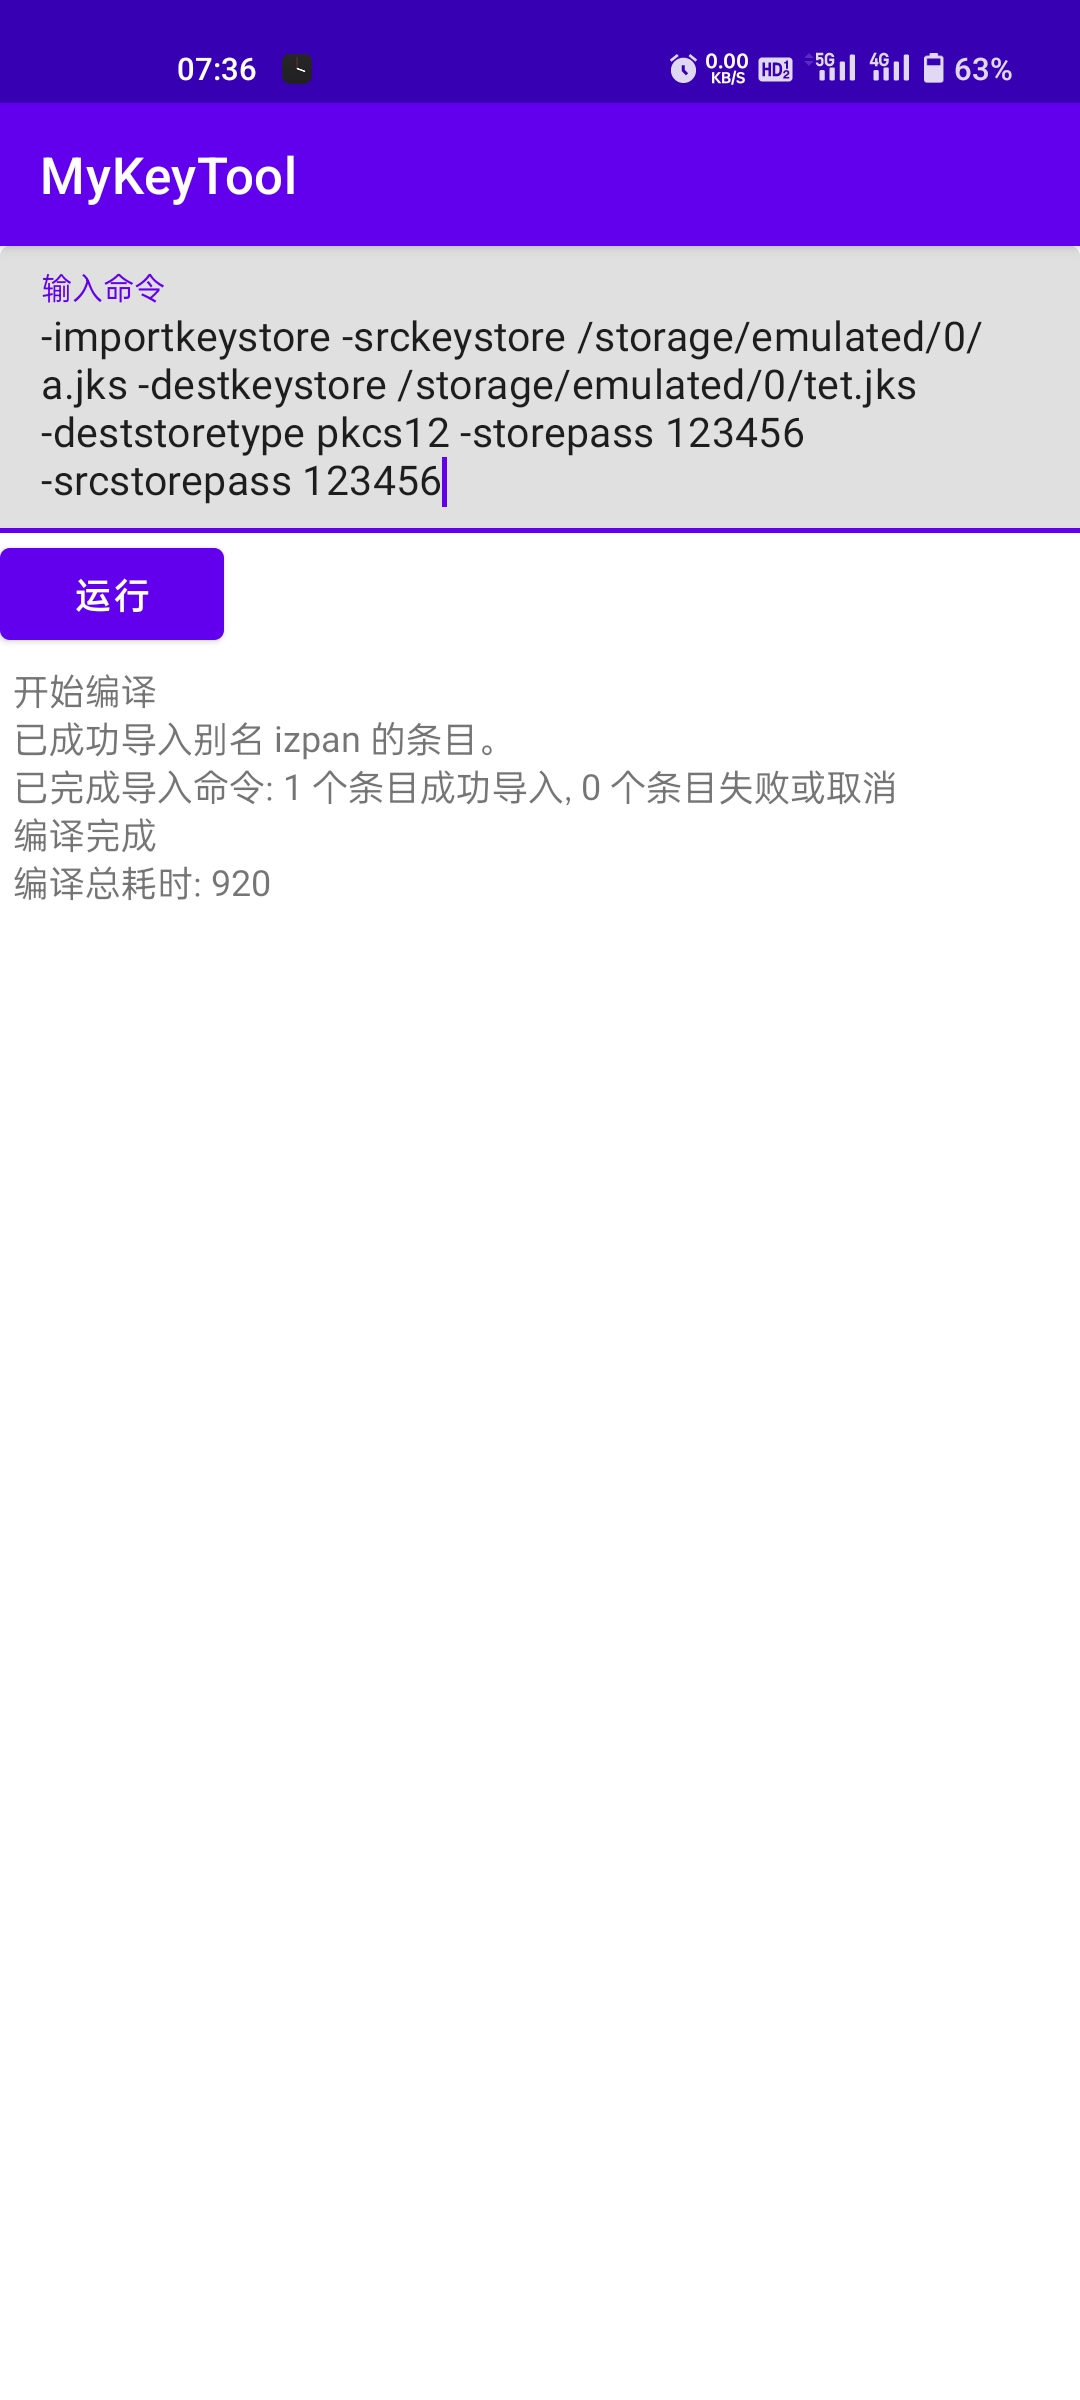 07:36
0.00
KB/S
HD
1
2
5G
4G
63%
MyKeyTool
输入命令
-importkeystore -srckeystore /storage/emulated/0/
a.jks -destkeystore /storage/emulated/0/tet.jks
-deststoretype pkcs12 -storepass 123456
-srcstorepass 123456
运行
开始编译
已成功导入别名 izpan 的条目。
已完成导入命令: 1 个条目成功导入, 0 个条目失败或取消
编译完成
编译总耗时: 920